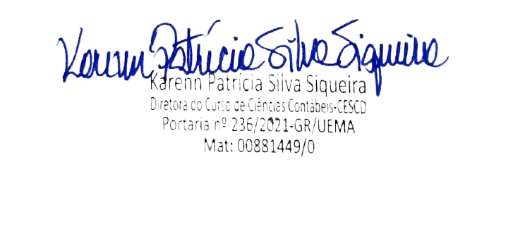 Karenn Patrícia Silva Siqueira
Karenn Patricia Silva Siqueira
Diretora do Curso de Ciências Contábeis-CESCD
Portaria nº 236/2021-GR/UEMA
Mat: 00881449/0